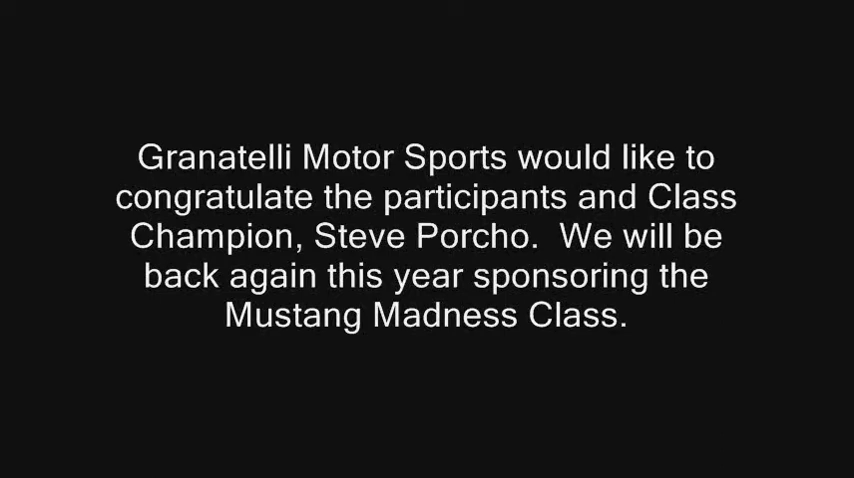 Granatelli Motor Sports would like to
congratulate the participants and Class
Champion, Steve Porcho.  We will be
back again this year sponsoring the
Mustang Madness Class.